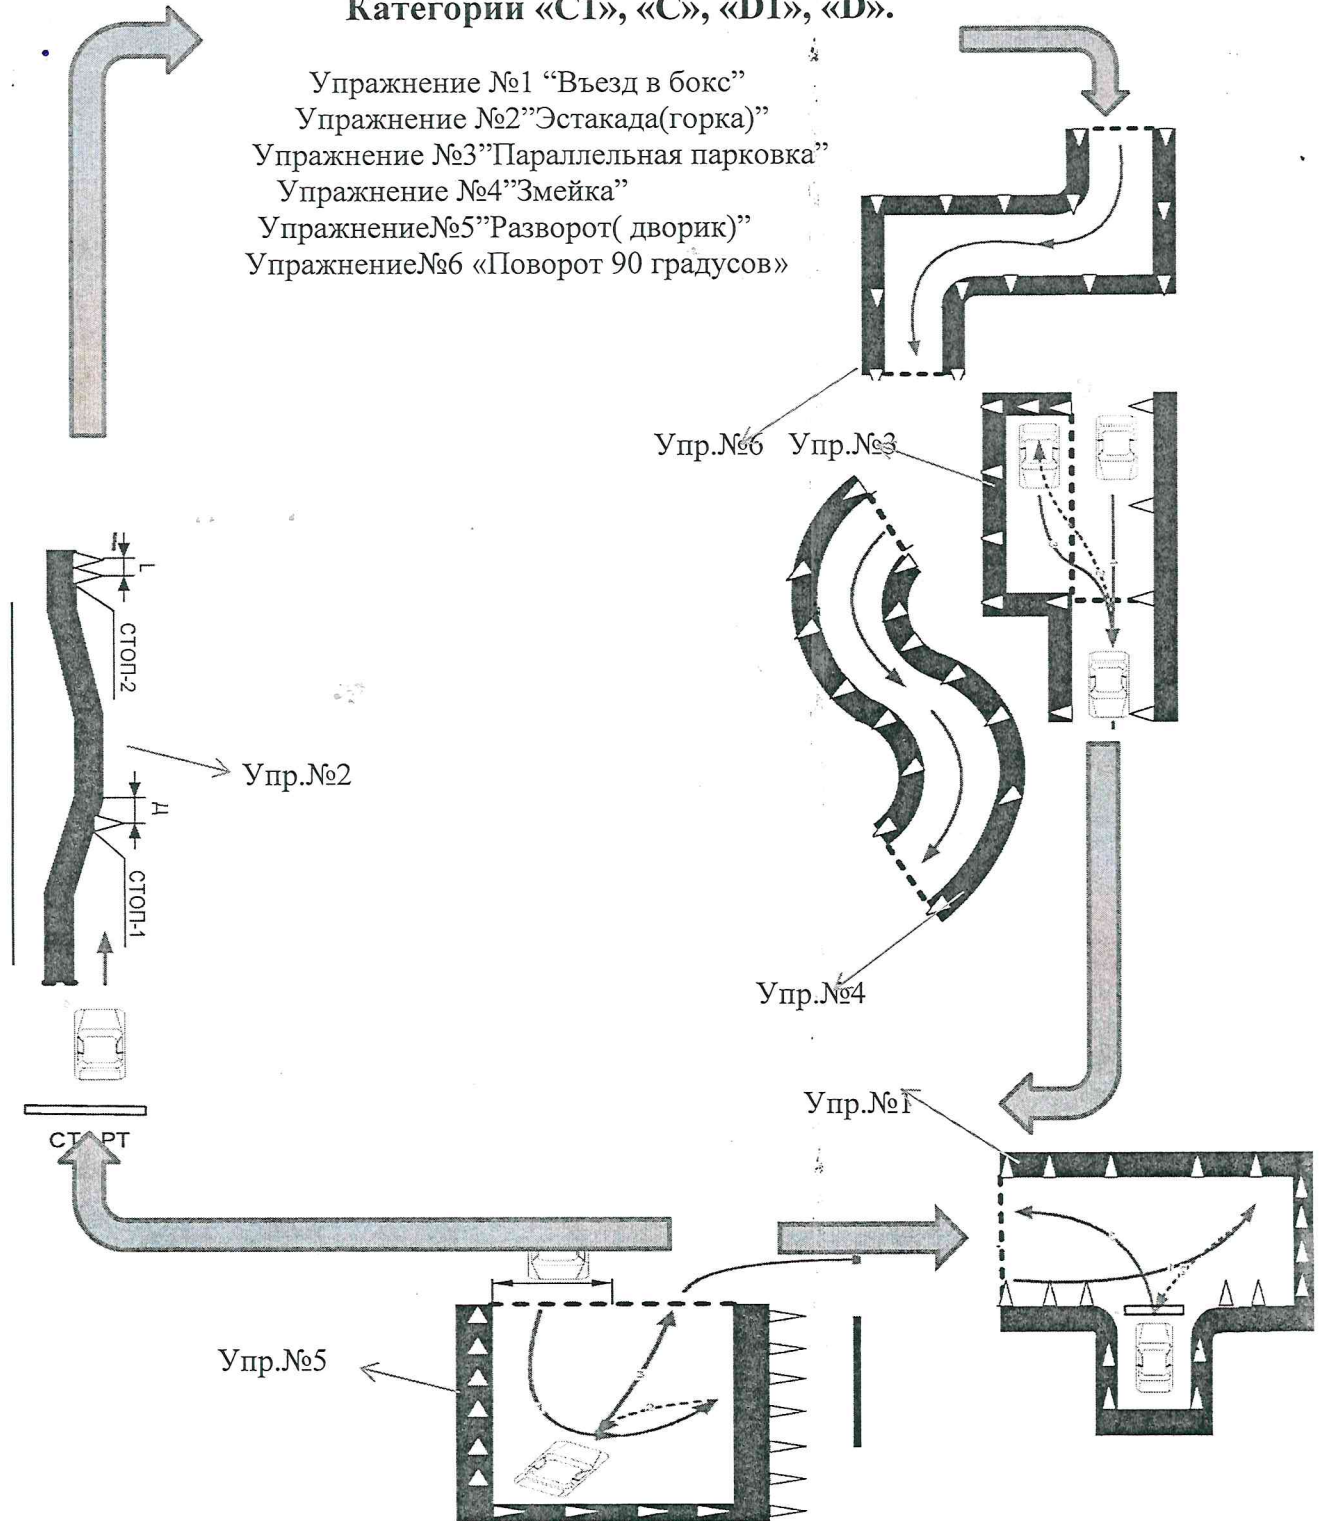 Категории «C1», «C», «D1», «D».
Упражнение №1 “Въезд в бокс”
Упражнение №2”Эстакада(горка)”
Упражнение №3”Параллельная парковка”
Упражнение №4”Змейка”
Упражнение№5”Разворот( дворик)”
Упражнение№6 «Поворот 90 градусов»
Упр.№6 Упр.№3
L
СТОП-2
Упр.№2
Д
СТОП-1
Упр.№4
Упр.№1
СТАРТ
Упр.№5